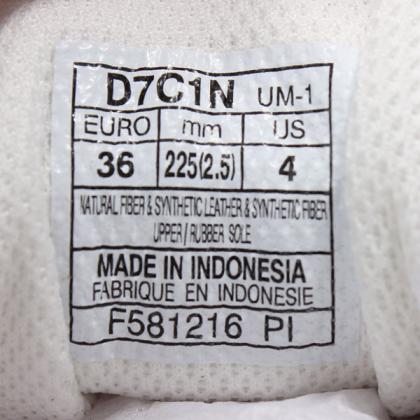 D7C1N UM-1
EURO mm US
36 225(2.5) 4
NATURAL FIBER & SYNTHETIC LEATHER & SYNTHETIC FIBER
UPPER / RUBBER SOLE
MADE IN INDONESIA
FABRIQUE EN INDONESIE
F581216 PI